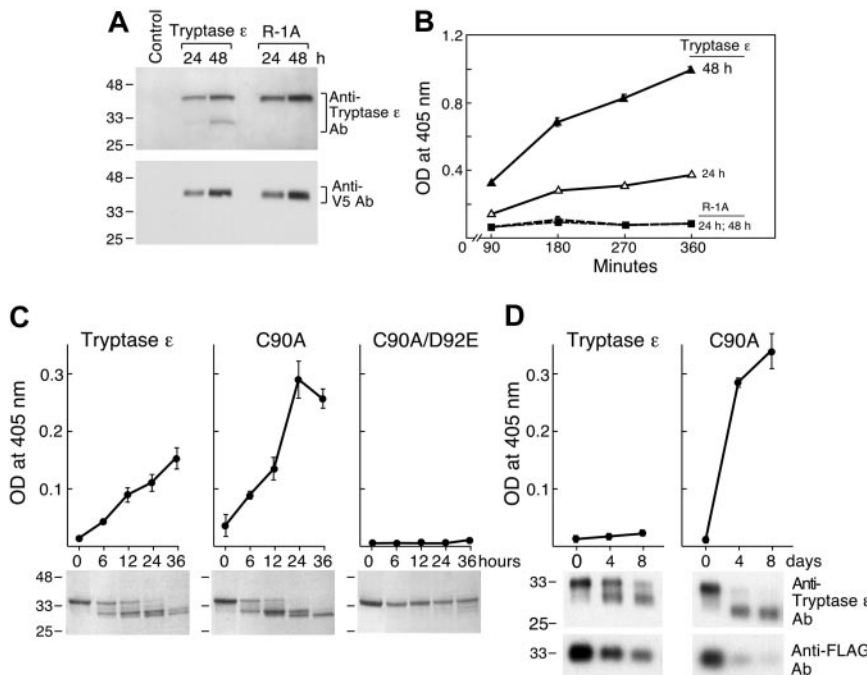 A
Control
Tryptase ε
R-1A
24 48 24 48 h
48
33
25
Anti-
Tryptase ε
Ab
48
33
25
Anti-
V5 Ab
B
OD at 405 nm
1.2
0.8
0.4
0
90 180 270 360
Minutes
Tryptase ε
48 h
24 h
R-1A
24 h; 48 h
C
Tryptase ε
C90A
C90A/D92E
OD at 405 nm
0.3
0.2
0.1
0 6 12 24 36
0 6 12 24 36
0 6 12 24 36 hours
48
33
25
D
Tryptase ε
C90A
OD at 405 nm
0.3
0.2
0.1
0 4 8
0 4 8 days
33
25
Anti-
Tryptase ε
Ab
33
Anti-FLAG
Ab